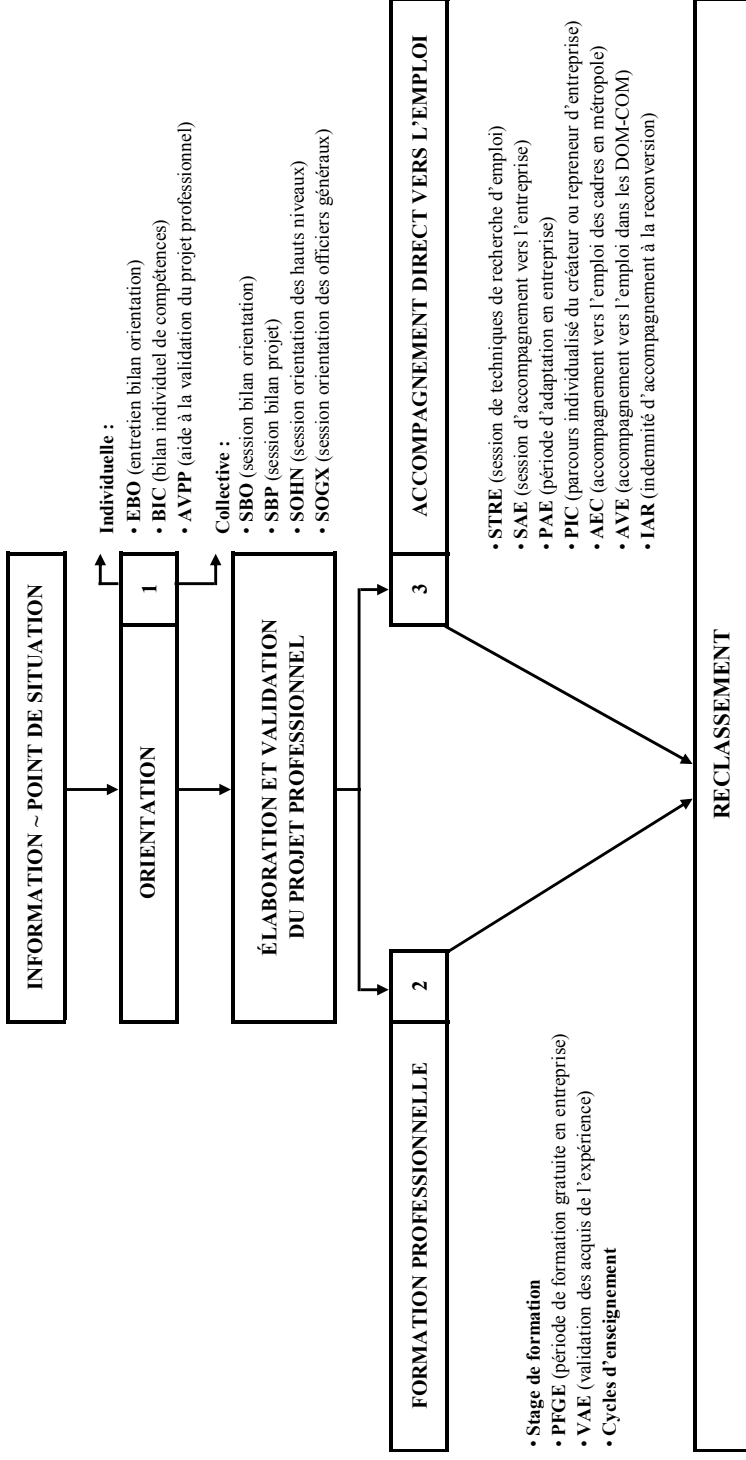 INFORMATION ~ POINT DE SITUATION
ORIENTATION
1
Individuelle :
• EBO (entretien bilan orientation)
• BIC (bilan individuel de compétences)
• AVPP (aide à la validation du projet professionnel)
Collective :
• SBO (session bilan orientation)
• SBP (session bilan projet)
• SOHN (session orientation des hauts niveaux)
• SOGX (session orientation des officiers généraux)
ÉLABORATION ET VALIDATION
DU PROJET PROFESSIONNEL
FORMATION PROFESSIONNELLE
2
• Stage de formation
• PFGE (période de formation gratuite en entreprise)
• VAE (validation des acquis de l’expérience)
• Cycles d’enseignement
3
ACCOMPAGNEMENT DIRECT VERS L’EMPLOI
• STRE (session de techniques de recherche d’emploi)
• SAE (session d’accompagnement vers l’entreprise)
• PAE (période d’adaptation en entreprise)
• PIC (parcours individualisé du créateur ou repreneur d’entreprise)
• AEC (accompagnement vers l’emploi des cadres en métropole)
• AVE (accompagnement vers l’emploi dans les DOM-COM)
• IAR (indemnité d’accompagnement à la reconversion)
RECLASSEMENT